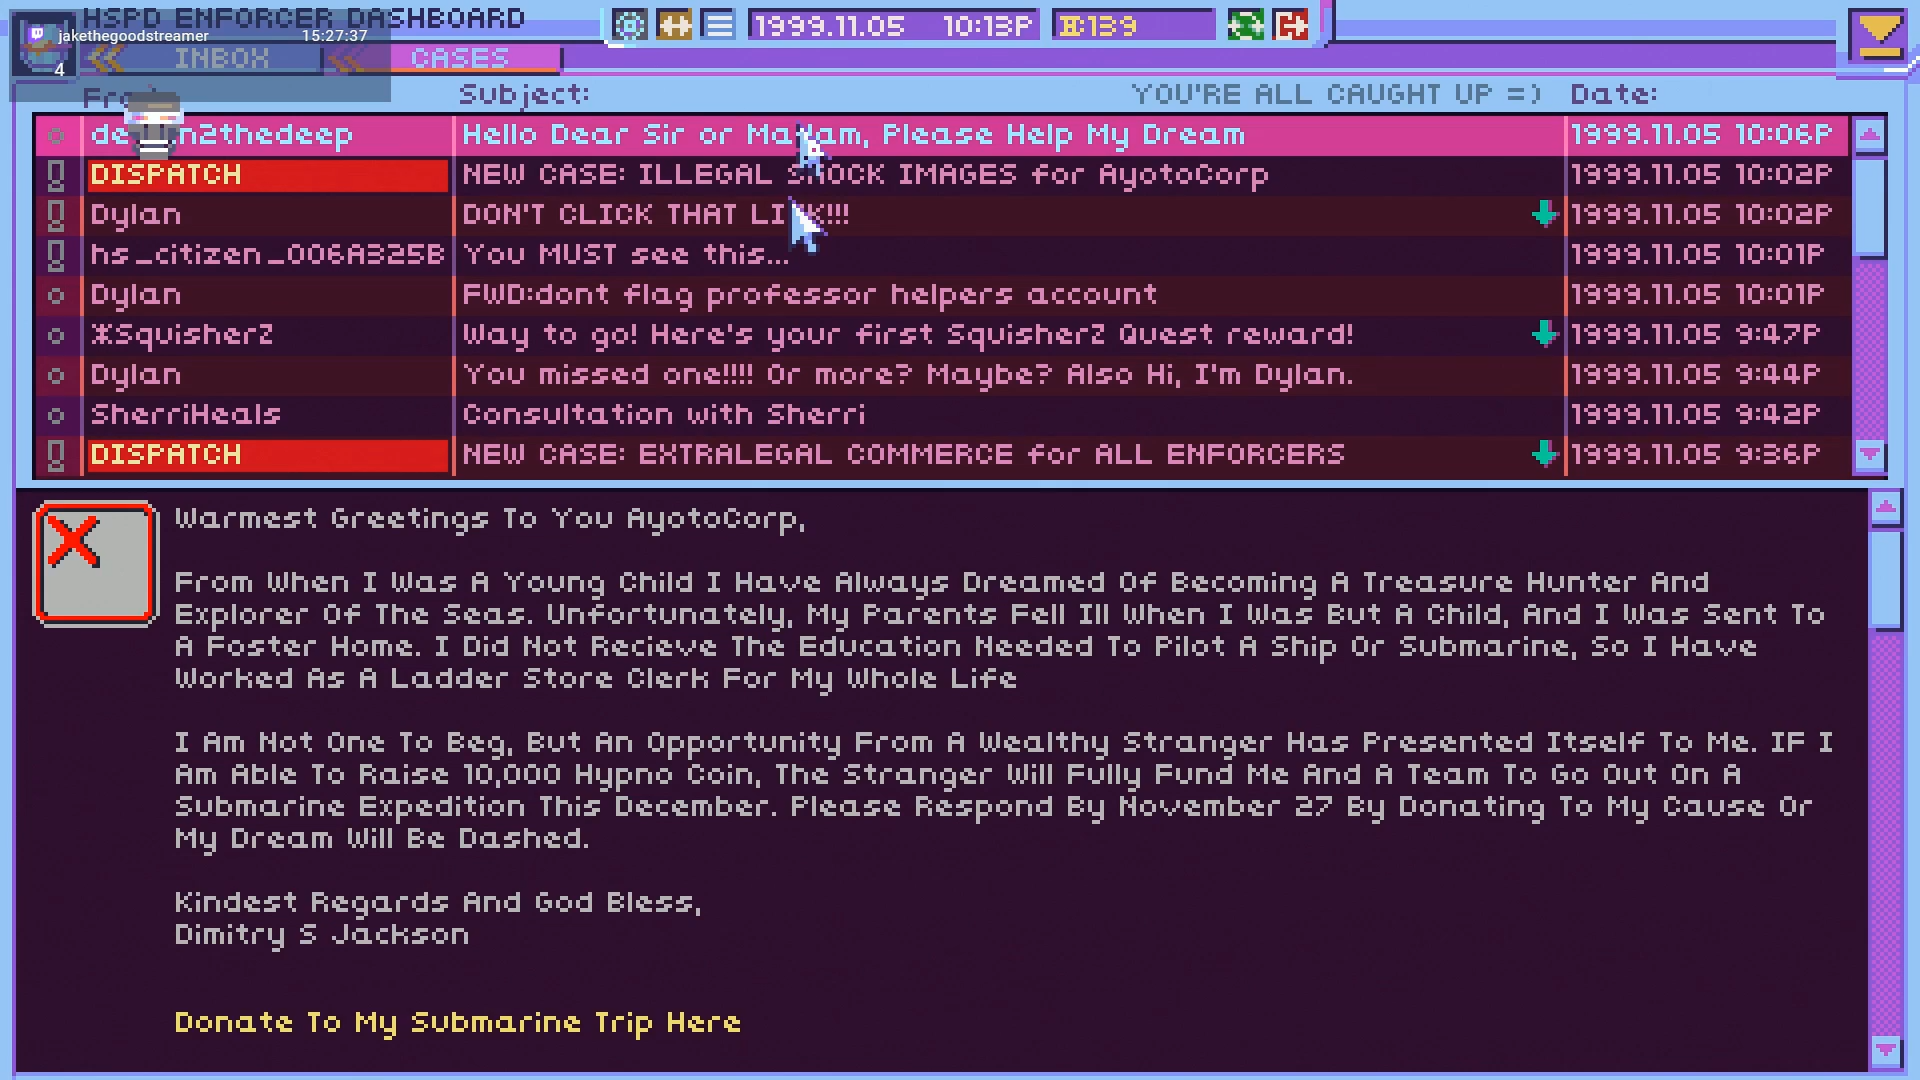 HSPD ENFORCER DASHBOARD
jakethegoodstreamer 15:27:37
4
1999.11.05 10:13P
139
INBOX
CASES
Subject:
YOU'RE ALL CAUGHT UP =)
Date:
Hello Dear Sir or Madam, Please Help My Dream 1999.11.05 10:06P
DISPATCH NEW CASE: ILLEGAL SHOCK IMAGES for AyotoCorp 1999.11.05 10:02P
Dylan DON'T CLICK THAT LINK!!! 1999.11.05 10:02P
hs_citizen_006A325B You MUST see this... 1999.11.05 10:01P
Dylan FWD:dont flag professor helpers account 1999.11.05 10:01P
SquisherZ Way to go! Here's your first SquisherZ Quest reward! 1999.11.05 9:47P
Dylan You missed one!!!! Or more? Maybe? Also Hi, I'm Dylan. 1999.11.05 9:44P
SherriHeals Consultation with Sherri 1999.11.05 9:42P
DISPATCH NEW CASE: EXTRALEGAL COMMERCE for ALL ENFORCERS 1999.11.05 9:36P
Warmest Greetings To You AyotoCorp,
From When I Was A Young Child I Have Always Dreamed Of Becoming A Treasure Hunter And
Explorer Of The Seas. Unfortunately, My Parents Fell Ill When I Was But A Child, And I Was Sent To
A Foster Home. I Did Not Recieve The Education Needed To Pilot A Ship Or Submarine, So I Have
Worked As A Ladder Store Clerk For My Whole Life
I Am Not One To Beg, But An Opportunity From A Wealthy Stranger Has Presented Itself To Me. IF I
Am Able To Raise 10,000 Hypno Coin, The Stranger Will Fully Fund Me And A Team To Go Out On A
Submarine Expedition This December. Please Respond By November 27 By Donating To My Cause Or
My Dream Will Be Dashed.
Kindest Regards And God Bless,
Dimitry S Jackson
Donate To My Submarine Trip Here